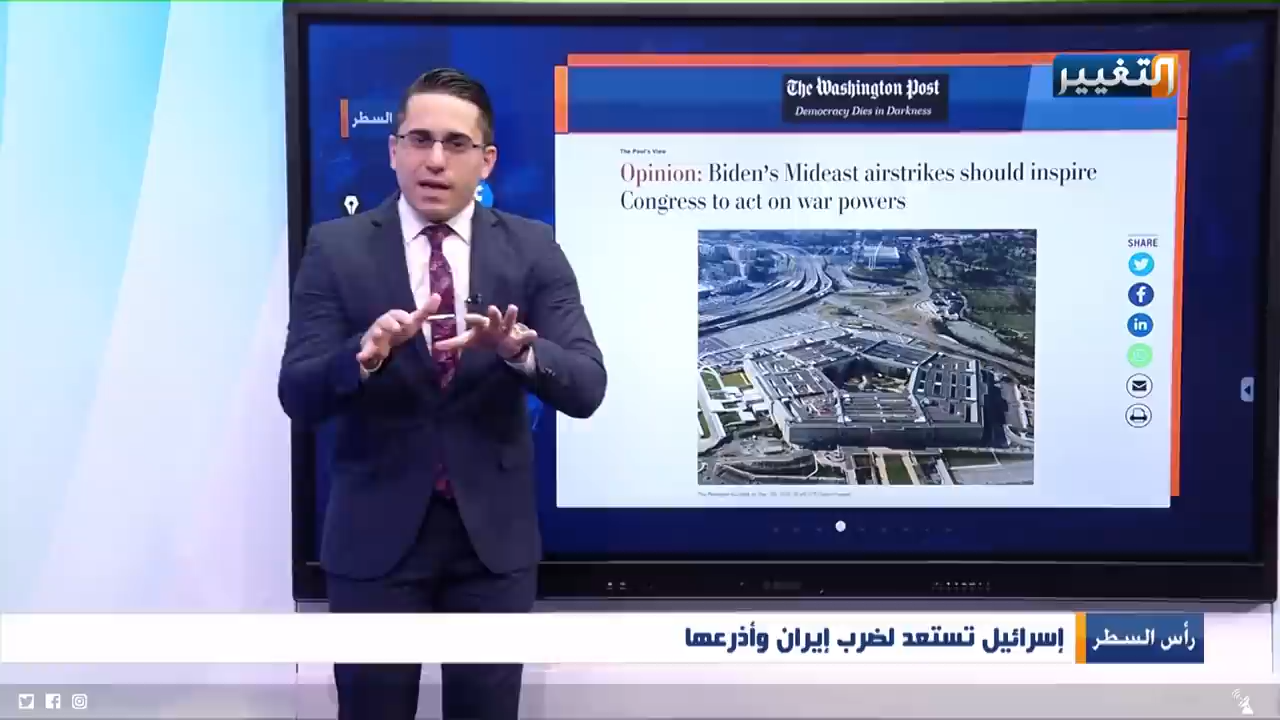 التغيير
السطر
The Washington Post
Democracy Dies in Darkness
The Post's View
Opinion: Biden's Mideast airstrikes should inspire
Congress to act on war powers
SHARE
رأس السطر
إسرائيل تستعد لضرب إيران وأذرعها